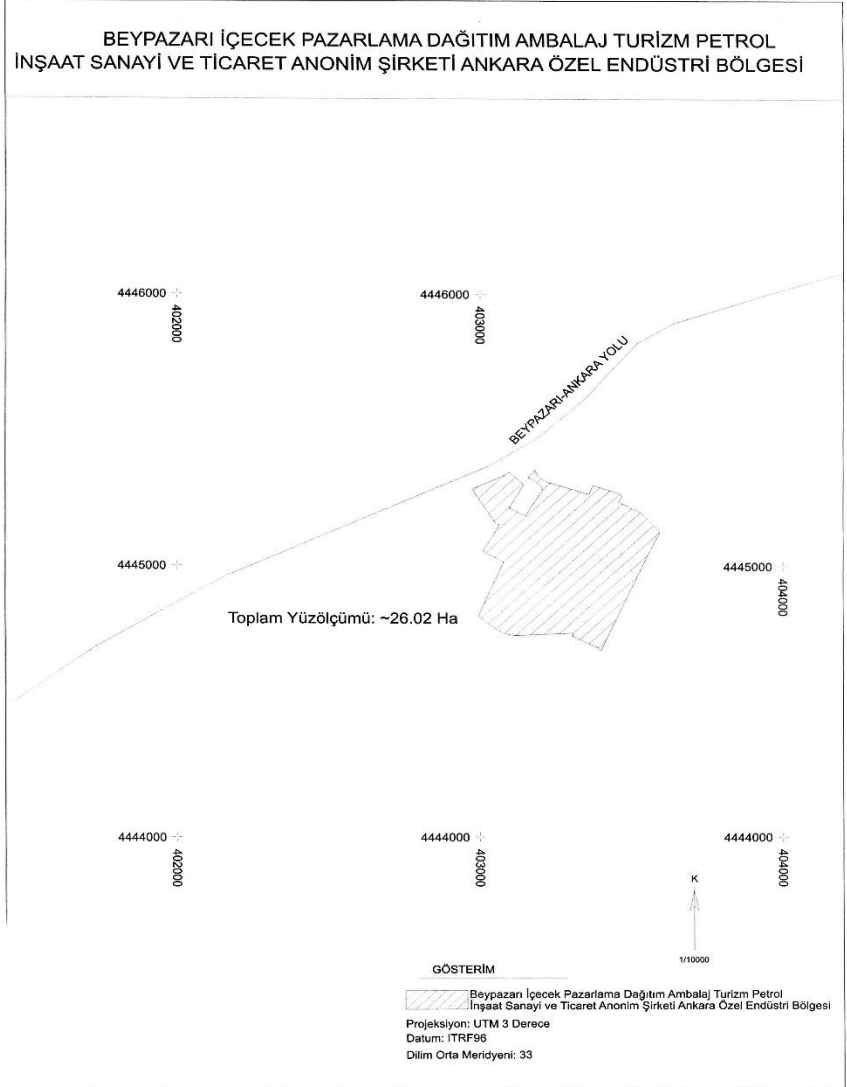 BEYPAZARI İÇECEK PAZARLAMA DAĞITIM AMBALAJ TURİZM PETROL
İNŞAAT SANAYİ VE TİCARET ANONİM ŞİRKETİ ANKARA ÖZEL ENDÜSTRİ BÖLGESİ
4446000
402000
4446000
403000
BEYPAZARI-ANKARA YOLU
4445000
4445000
404000
Toplam Yüzölçümü: ~26.02 Ha
4444000
402000
4444000
403000
4444000
404000
K
1/10000
GÖSTERİM
Beypazarı İçecek Pazarlama Dağıtım Ambalaj Turizm Petrol
İnşaat Sanayi ve Ticaret Anonim Şirketi Ankara Özel Endüstri Bölgesi
Projeksiyon: UTM 3 Derece
Datum: ITRF96
Dilim Orta Meridyeni: 33